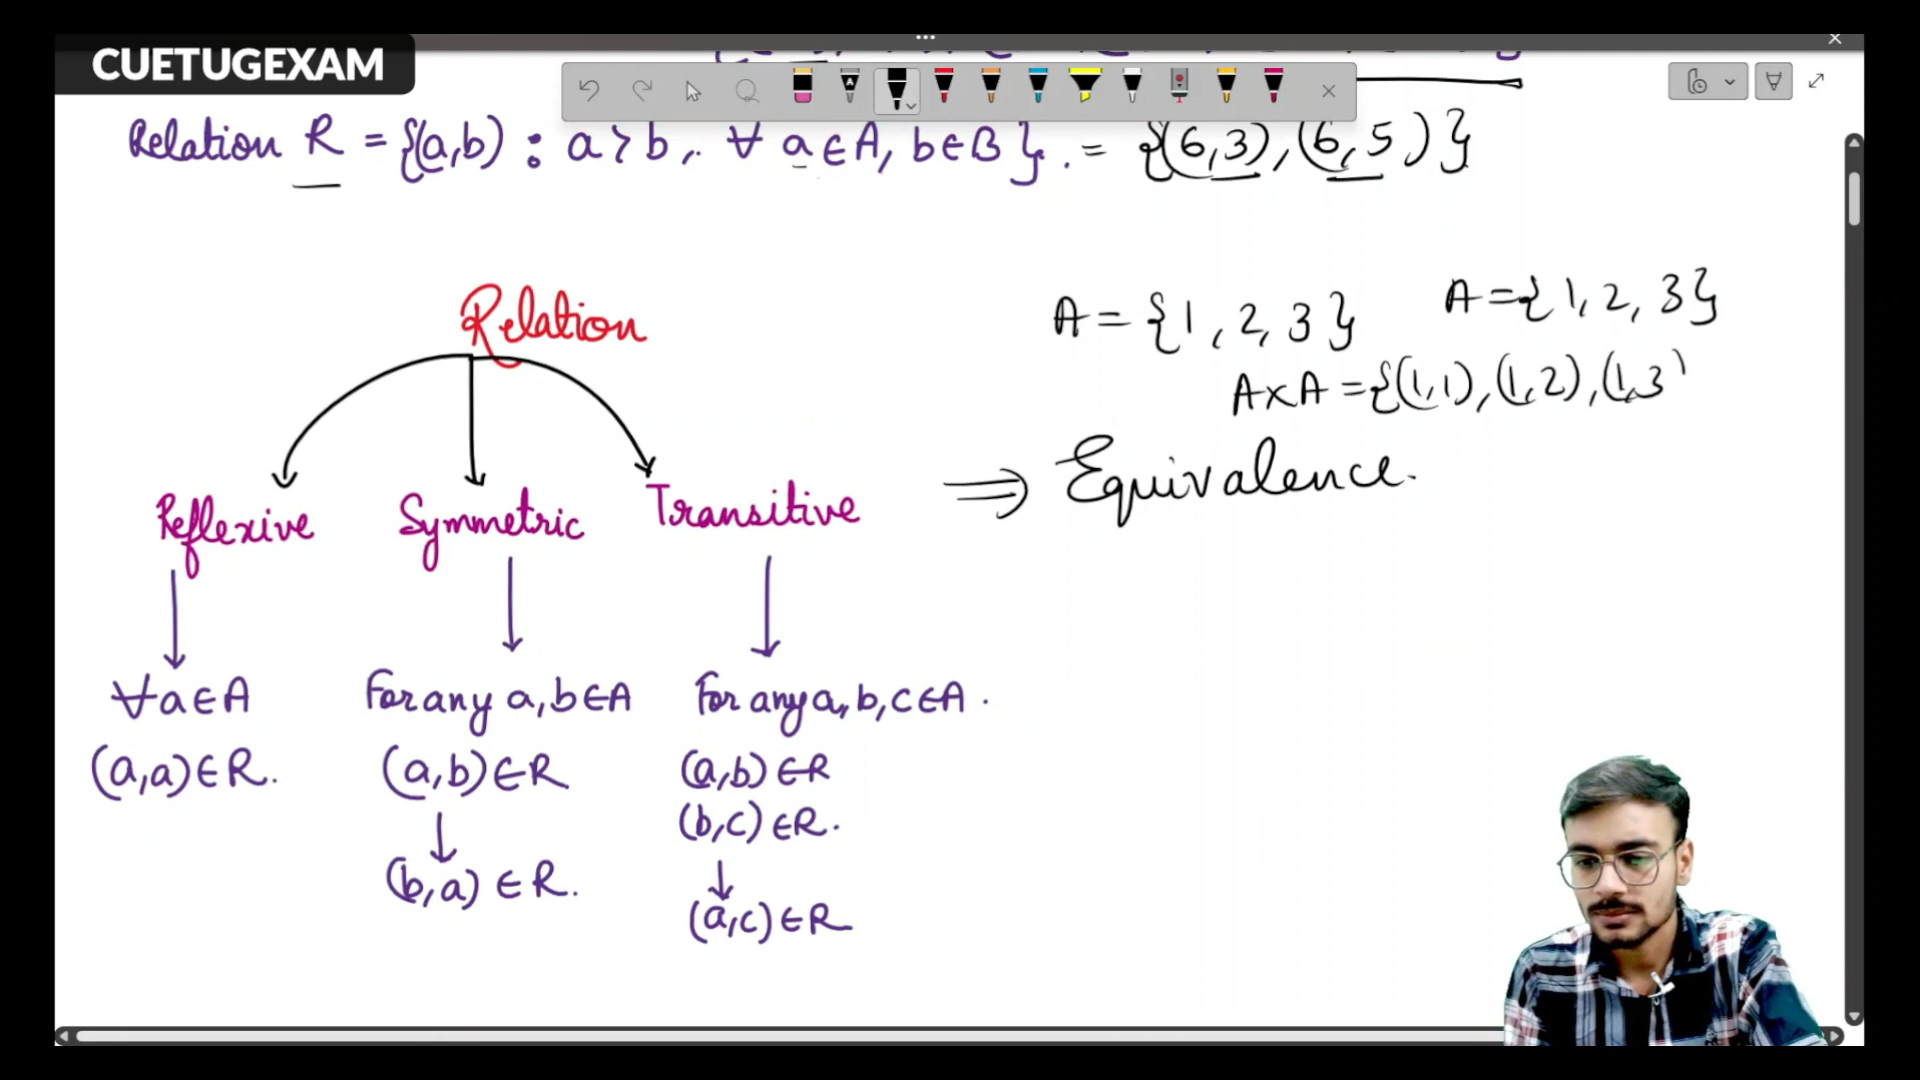 CUETUGEXAM
Relation R = {(a,b) : a > b, ∀ a ∈ A, b ∈ B}. = {(6,3), (6,5)}
Relation
A = {1, 2, 3}
A = {1, 2, 3}
A × A = {(1,1), (1,2), (1,3
Reflexive
Symmetric
Transitive
⇒ Equivalence.
∀ a ∈ A
(a,a) ∈ R.
For any a, b ∈ A
(a,b) ∈ R
(b,a) ∈ R.
For any a, b, c ∈ A.
(a,b) ∈ R
(b,c) ∈ R.
(a,c) ∈ R